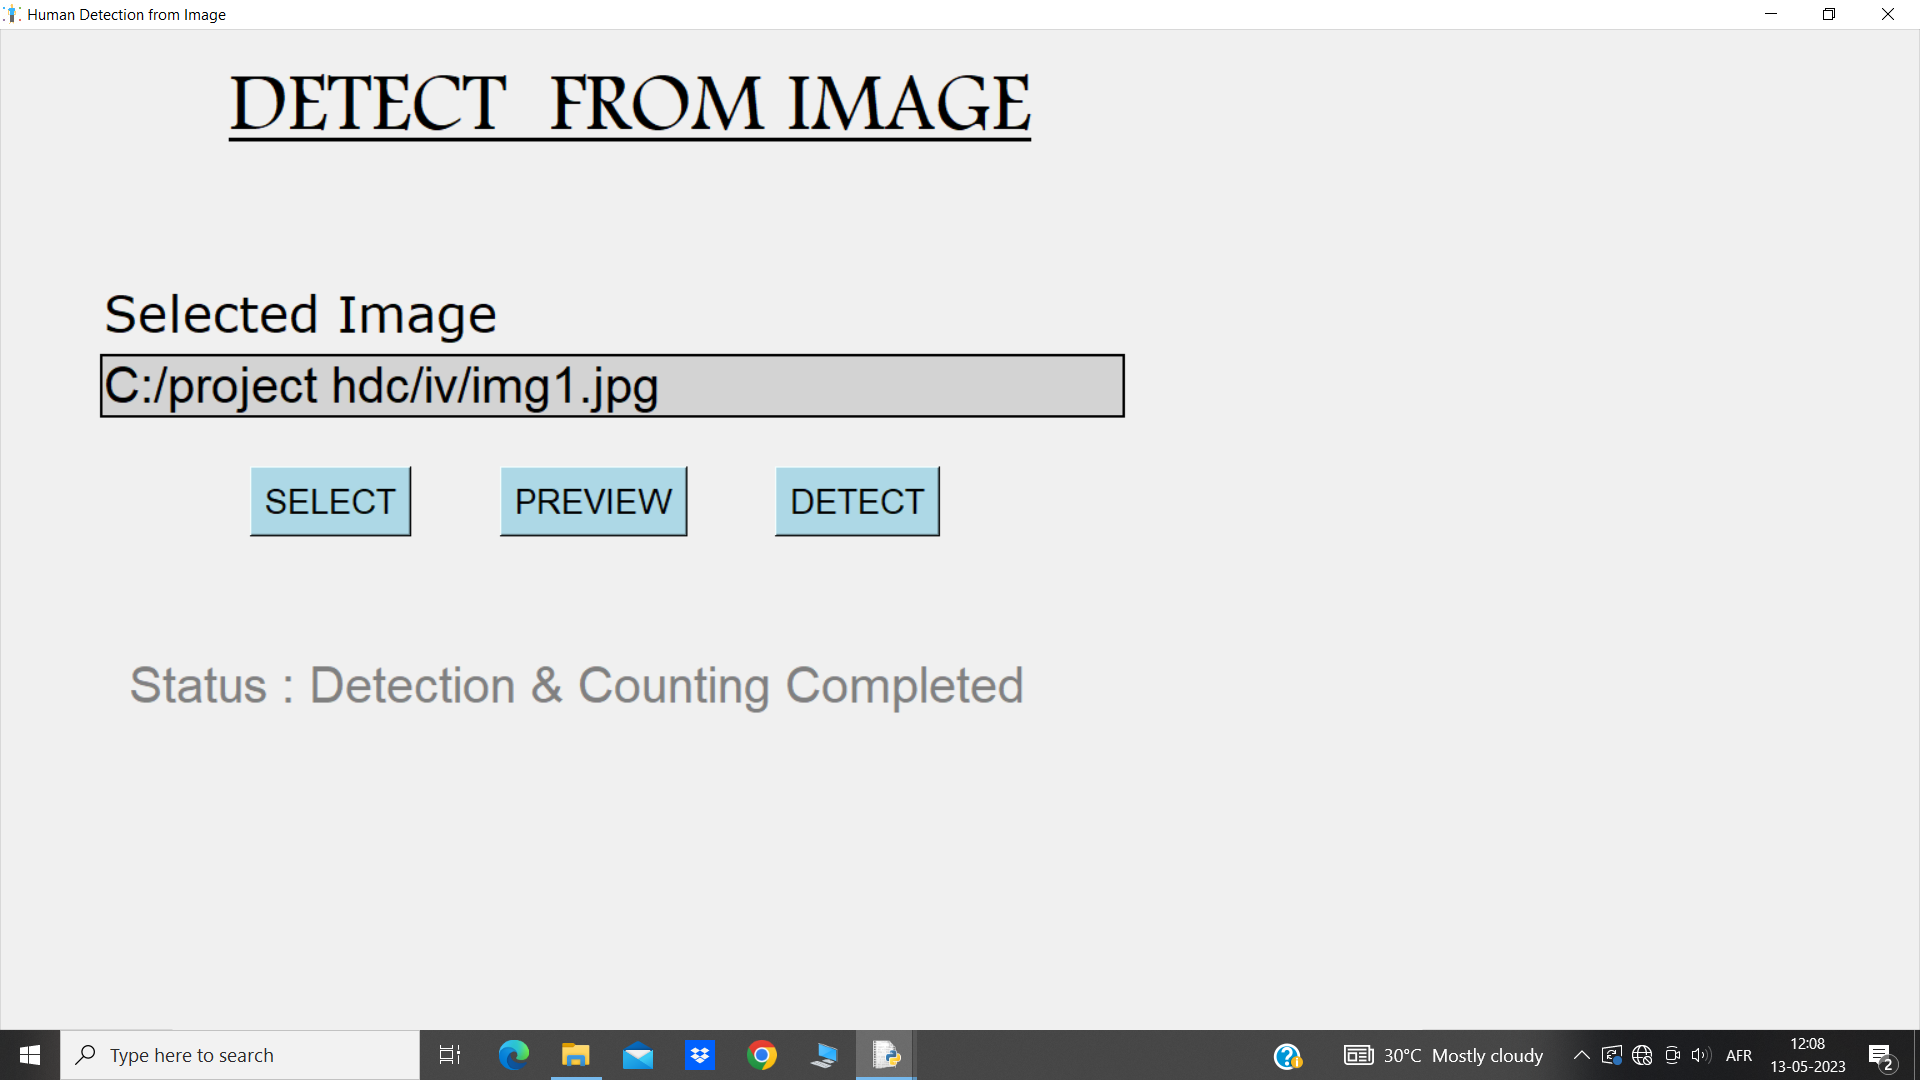 Human Detection from Image
DETECT FROM IMAGE
Selected Image
C:/project hdc/iv/img1.jpg
SELECT PREVIEW DETECT
Status : Detection & Counting Completed
Type here to search
30°C Mostly cloudy
AFR
12:08
13-05-2023
2